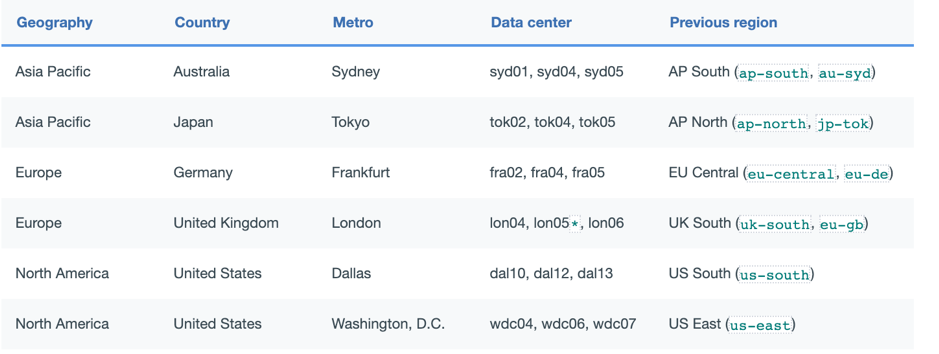 Geography Country Metro Data center Previous region
Asia Pacific Australia Sydney syd01, syd04, syd05 AP South (ap-south, au-syd)
Asia Pacific Japan Tokyo tok02, tok04, tok05 AP North (ap-north, jp-tok)
Europe Germany Frankfurt fra02, fra04, fra05 EU Central (eu-central, eu-de)
Europe United Kingdom London lon04, lon05*, lon06 UK South (uk-south, eu-gb)
North America United States Dallas dal10, dal12, dal13 US South (us-south)
North America United States Washington, D.C. wdc04, wdc06, wdc07 US East (us-east)